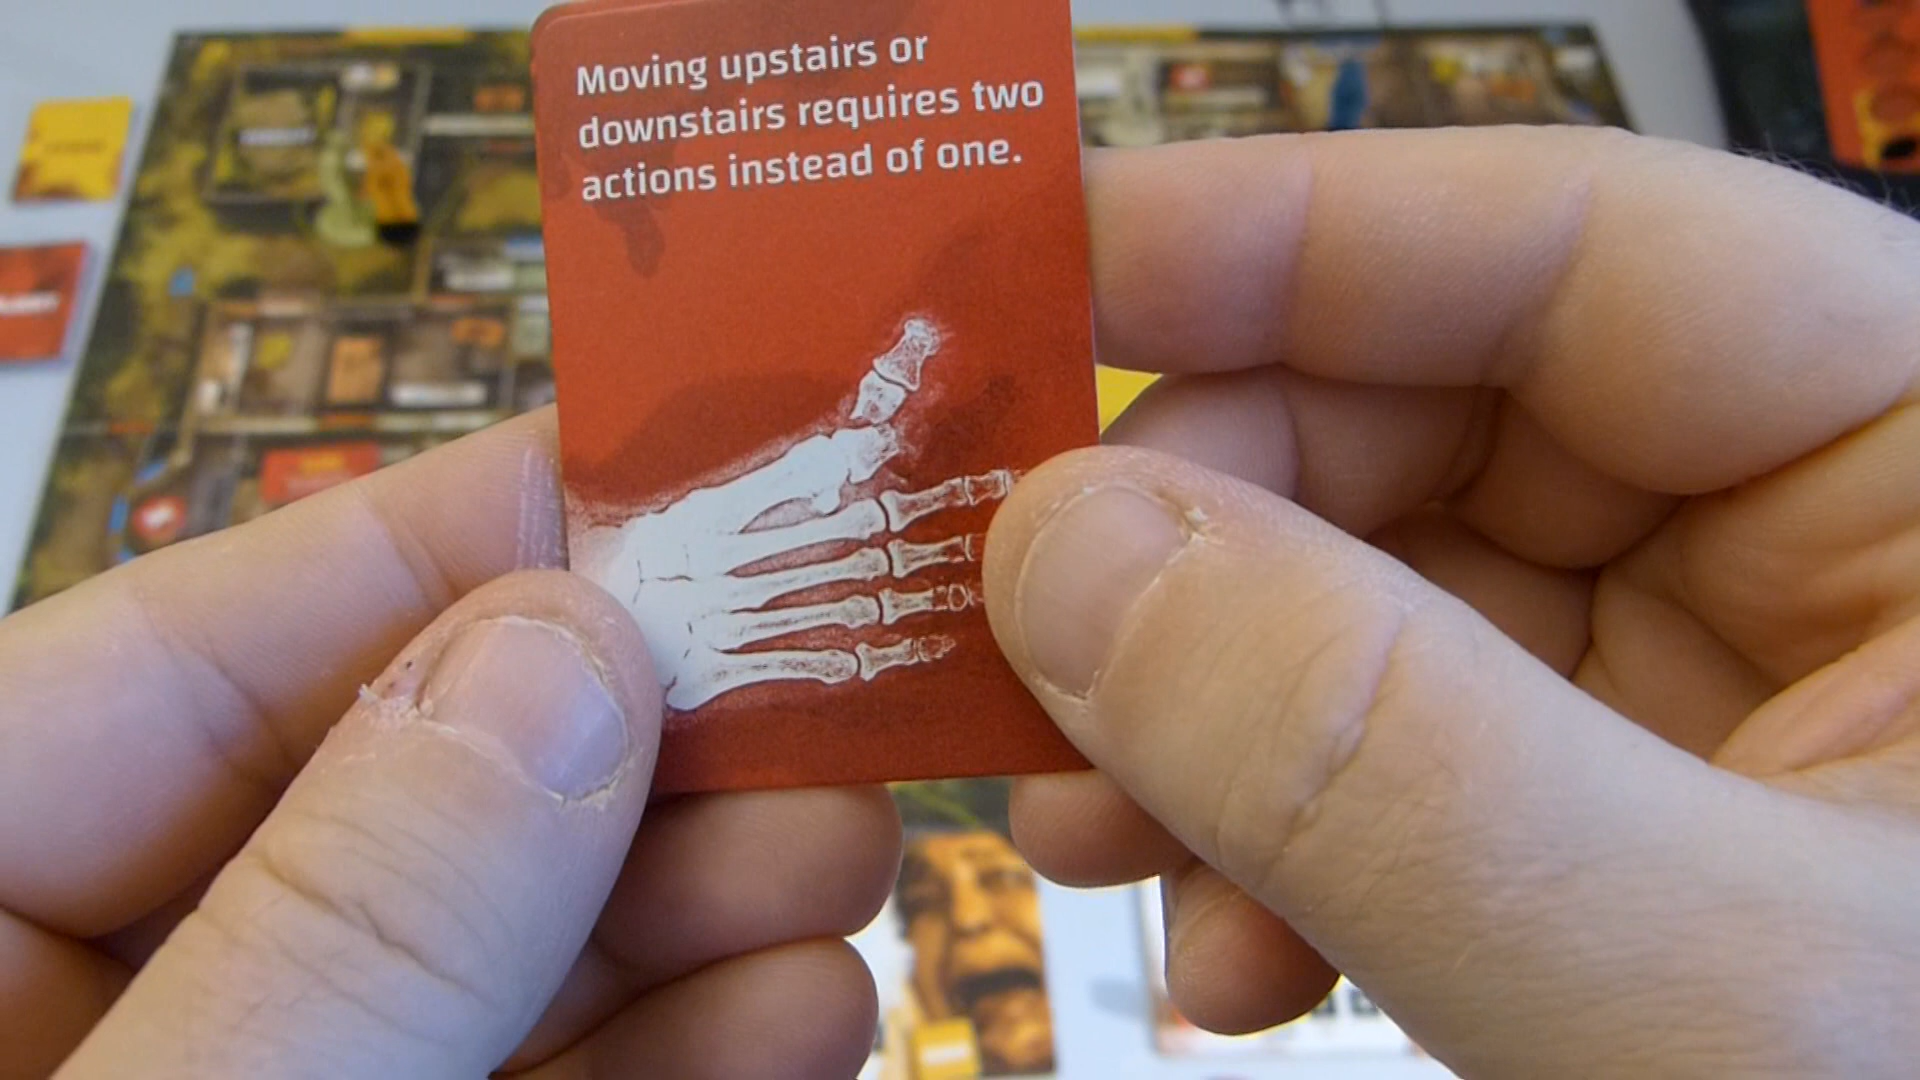 Moving upstairs or
downstairs requires two
actions instead of one.